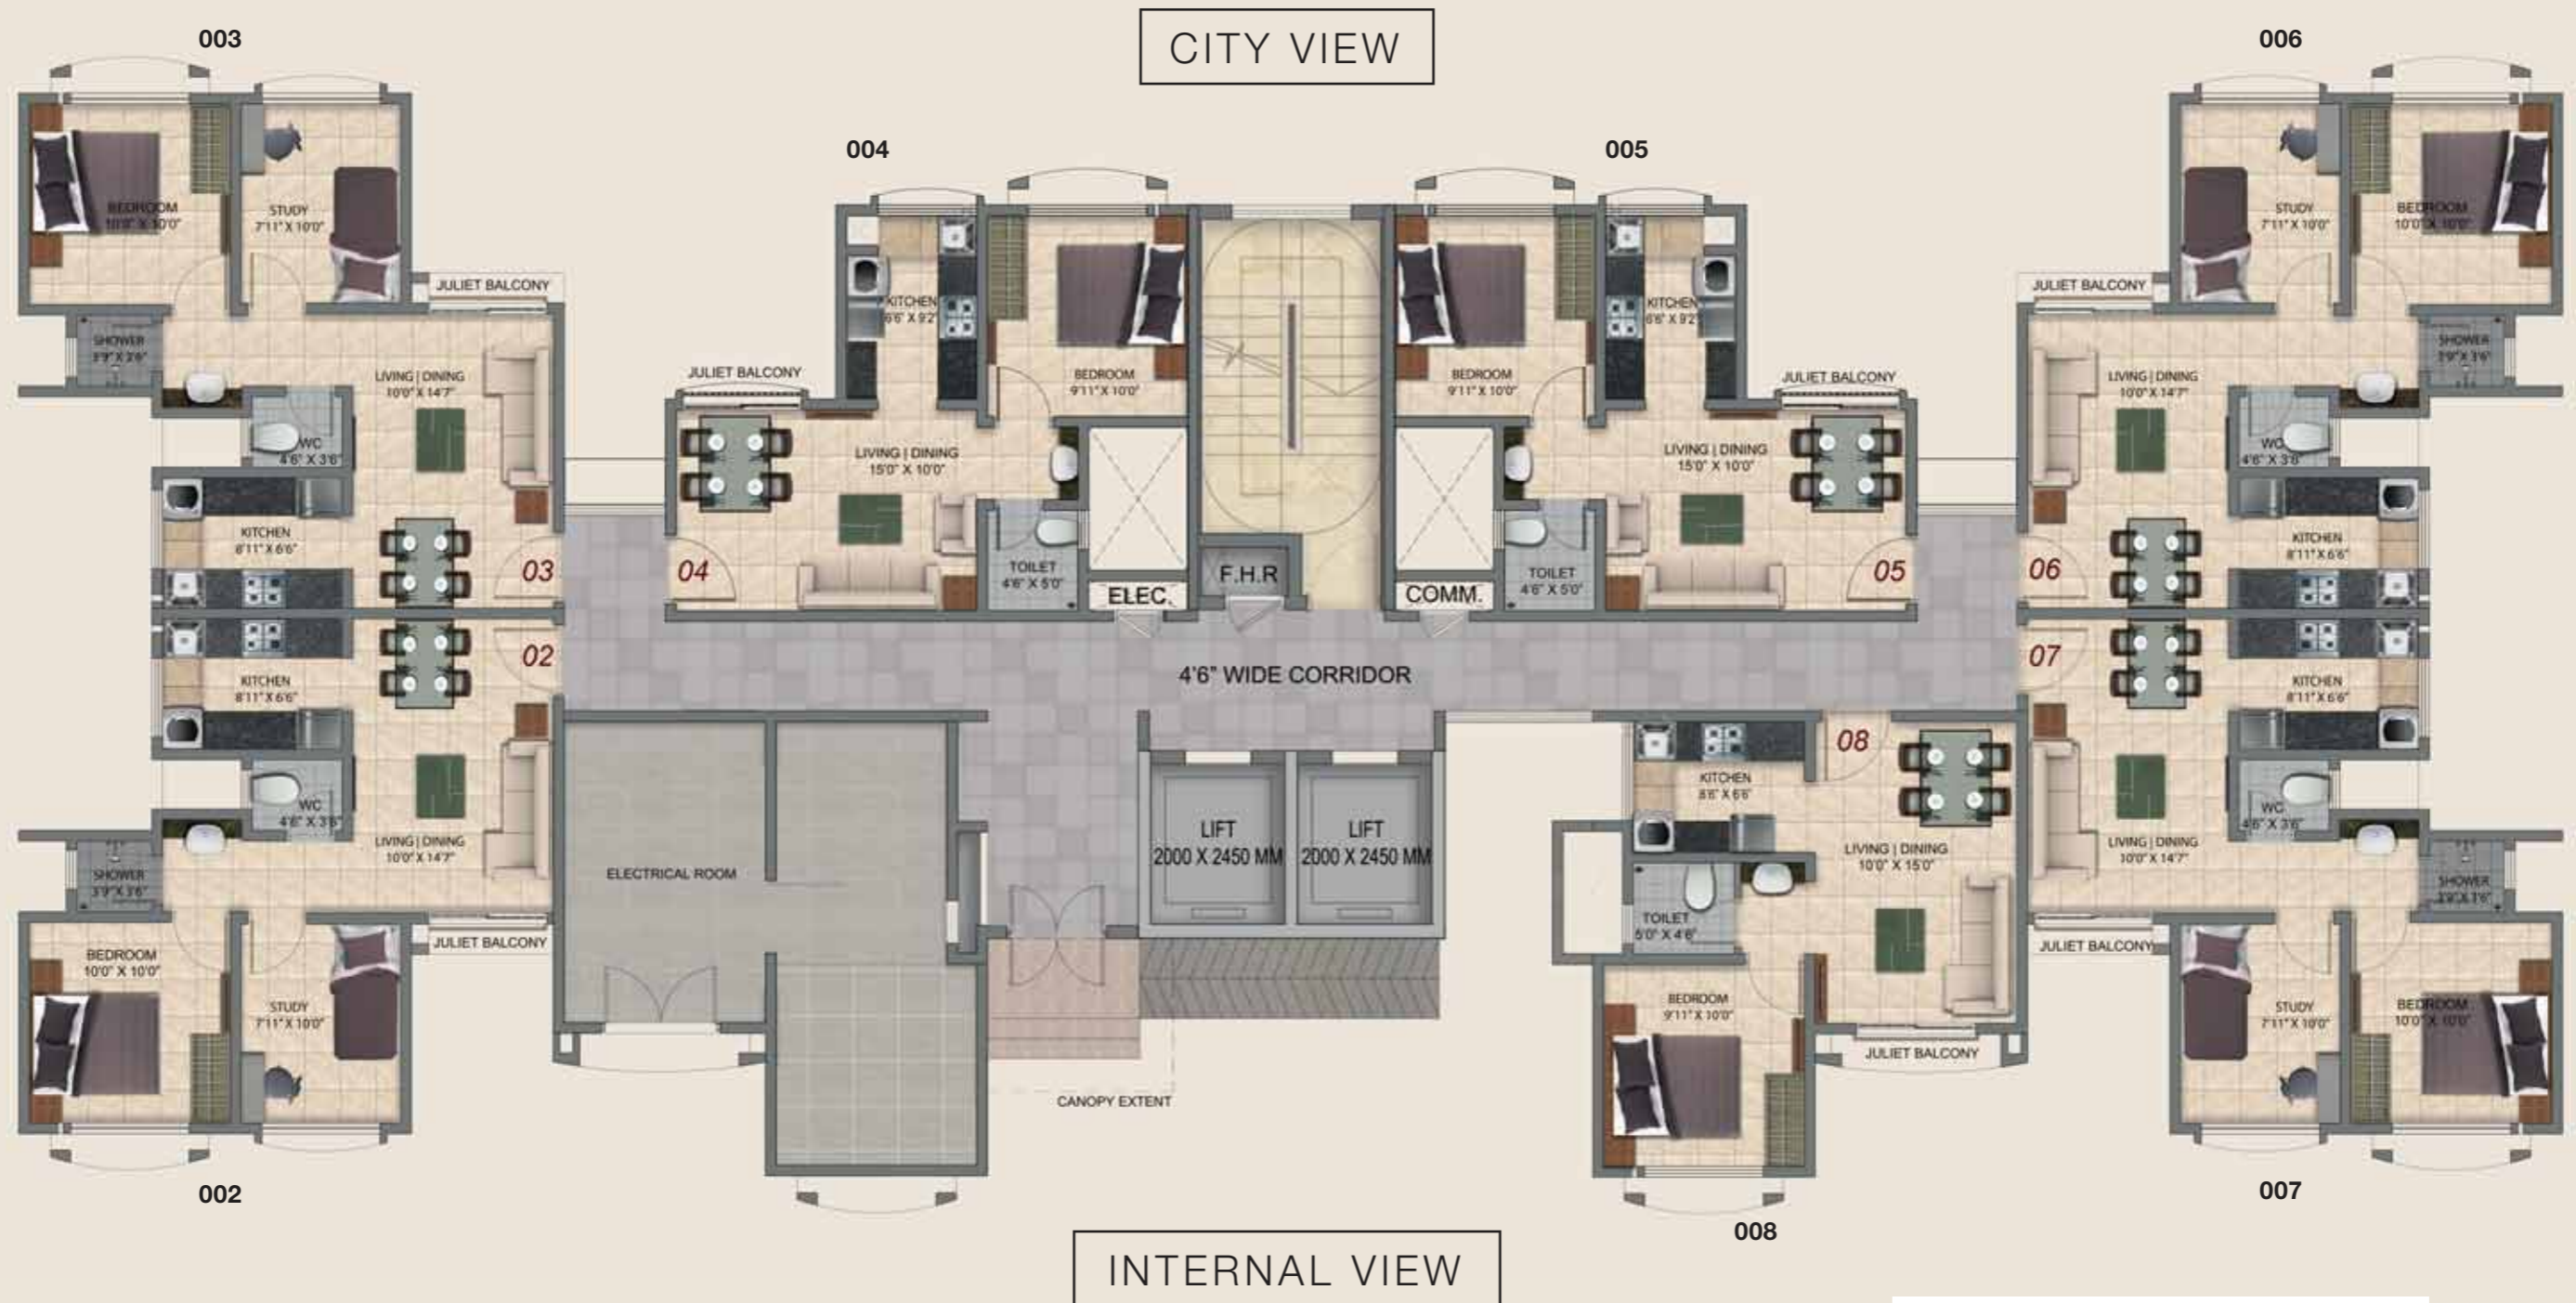 CITY VIEW
003
006
004
005
BEDROOM
10'0" X 10'0"
STUDY
7'11" X 10'0"
JULIET BALCONY
SHOWER
3'9" X 3'6"
LIVING | DINING
10'0" X 14'7"
WC
4'6" X 3'6"
KITCHEN
8'11" X 6'6"
03
KITCHEN
6'6" X 9'2"
BEDROOM
9'11" X 10'0"
JULIET BALCONY
LIVING | DINING
15'0" X 10'0"
TOILET
4'6" X 5'0"
04
ELEC.
F.H.R
COMM.
BEDROOM
9'11" X 10'0"
KITCHEN
6'6" X 9'2"
JULIET BALCONY
LIVING | DINING
15'0" X 10'0"
TOILET
4'6" X 5'0"
05
STUDY
7'11" X 10'0"
BEDROOM
10'0" X 10'0"
JULIET BALCONY
SHOWER
3'9" X 3'6"
LIVING | DINING
10'0" X 14'7"
WC
4'6" X 3'6"
KITCHEN
8'11" X 6'6"
06
4'6" WIDE CORRIDOR
02
KITCHEN
8'11" X 6'6"
WC
4'6" X 3'6"
LIVING | DINING
10'0" X 14'7"
SHOWER
3'9" X 3'6"
JULIET BALCONY
BEDROOM
10'0" X 10'0"
STUDY
7'11" X 10'0"
ELECTRICAL ROOM
LIFT
2000 X 2450 MM
LIFT
2000 X 2450 MM
CANOPY EXTENT
08
KITCHEN
8'6" X 6'6"
LIVING | DINING
10'0" X 15'0"
TOILET
5'0" X 4'6"
BEDROOM
9'11" X 10'0"
JULIET BALCONY
07
KITCHEN
8'11" X 6'6"
WC
4'6" X 3'6"
LIVING | DINING
10'0" X 14'7"
SHOWER
3'9" X 3'6"
JULIET BALCONY
STUDY
7'11" X 10'0"
BEDROOM
10'0" X 10'0"
002
007
008
INTERNAL VIEW